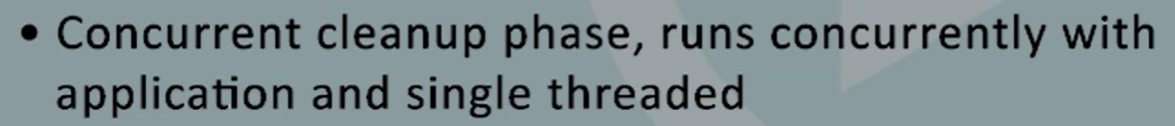 • Concurrent cleanup phase, runs concurrently with
application and single threaded